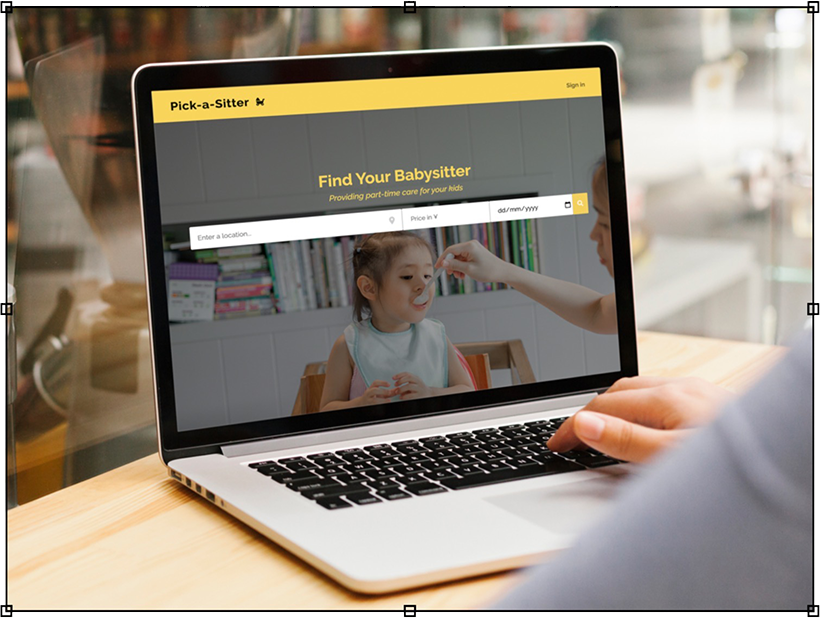 Pick-a-Sitter
Sign In
Find Your Babysitter
Providing part-time care for your kids
Enter a location...
Price in ¥
dd/mm/yyyy